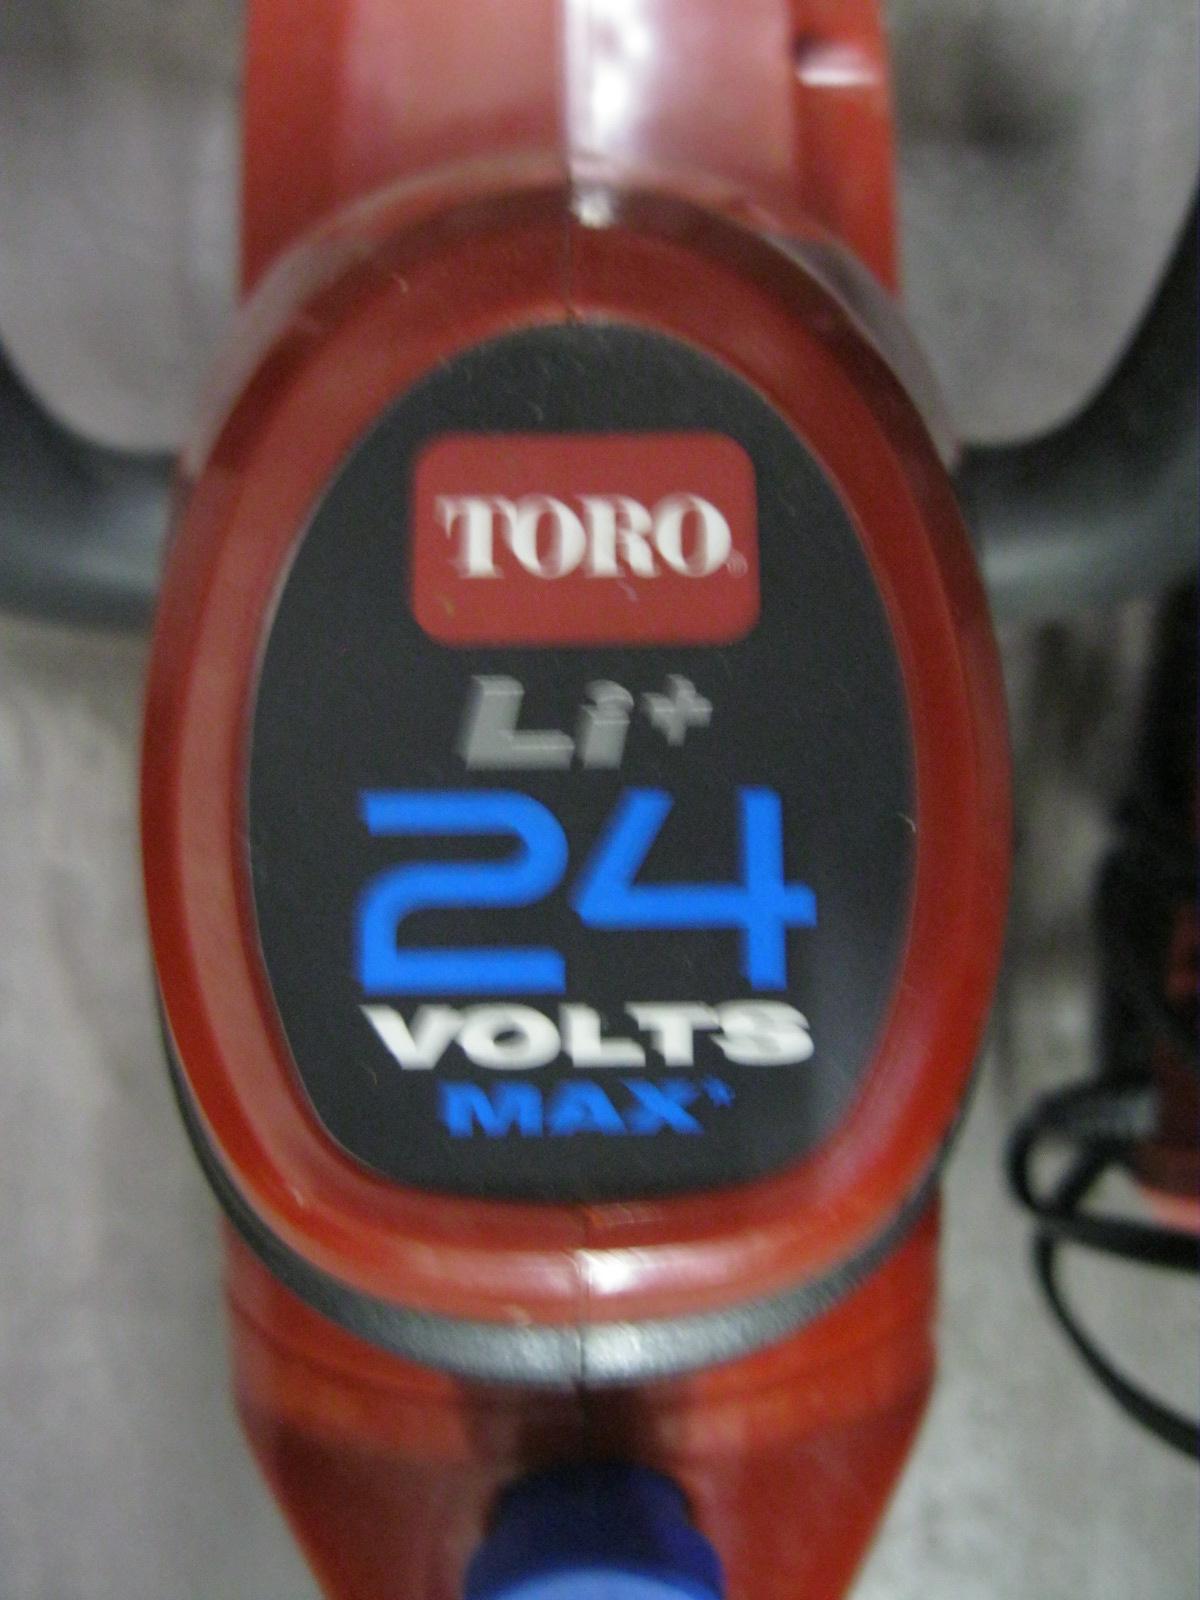 TORO®
Li+
24
VOLTS
MAX*